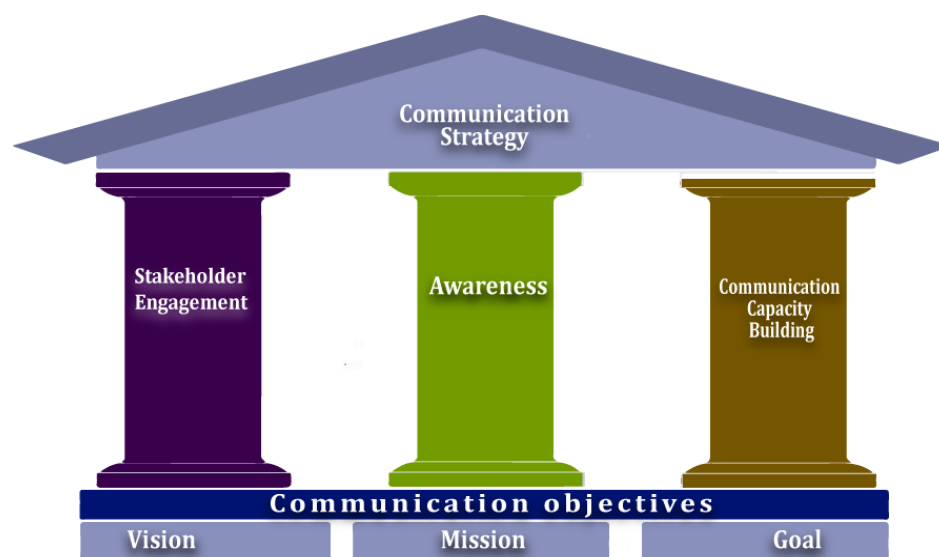 Communication
Strategy
Stakeholder
Engagement
Awareness
Communication
Capacity
Building
Communication objectives
Vision
Mission
Goal